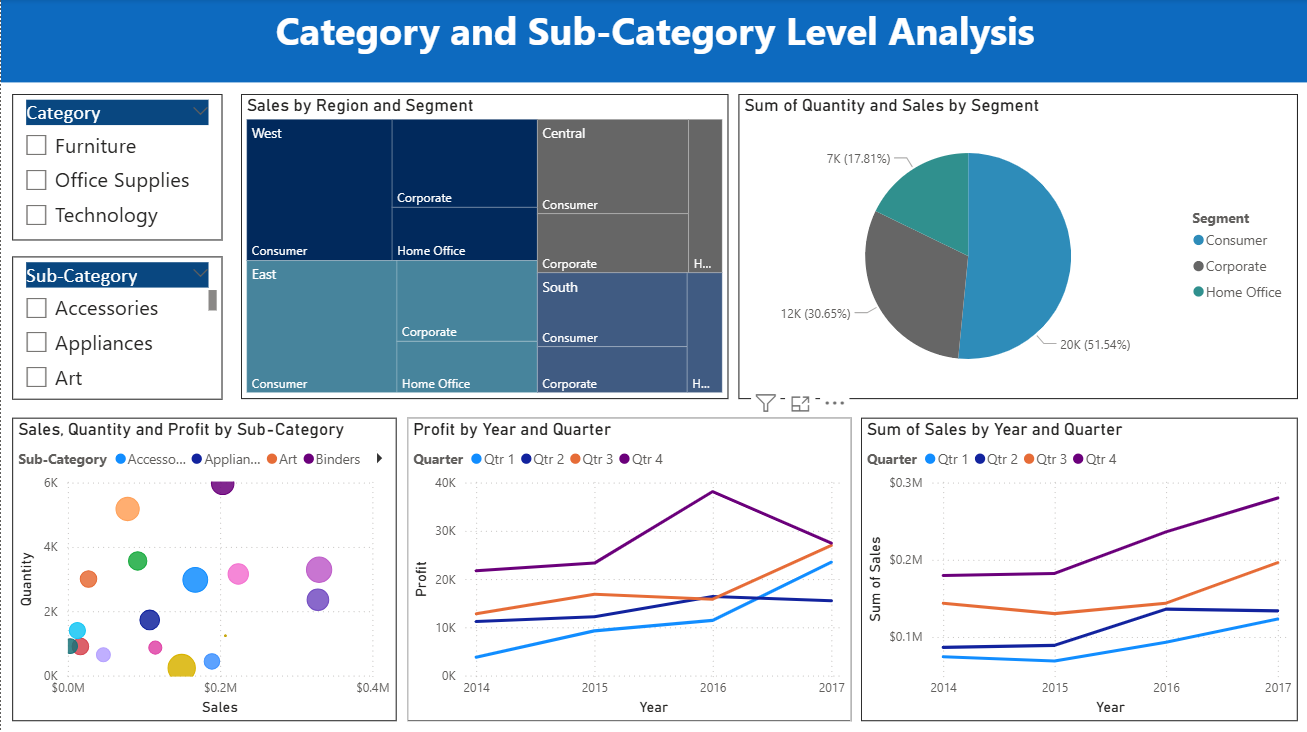 Category and Sub-Category Level Analysis
Category
Furniture
Office Supplies
Technology
Sub-Category
Accessories
Appliances
Art
Sales by Region and Segment
West
Consumer
Corporate
Home Office
East
Consumer
Corporate
Home Office
Central
Consumer
Corporate
H...
South
Consumer
Corporate
H...
Sum of Quantity and Sales by Segment
7K (17.81%)
12K (30.65%)
20K (51.54%)
Segment
Consumer
Corporate
Home Office
Sales, Quantity and Profit by Sub-Category
Sub-Category Accesso... Applian... Art Binders
6K
4K
2K
0K
Quantity
$0.0M $0.2M $0.4M
Sales
Profit by Year and Quarter
Quarter Qtr 1 Qtr 2 Qtr 3 Qtr 4
40K
30K
20K
10K
0K
Profit
2014 2015 2016 2017
Year
Sum of Sales by Year and Quarter
Quarter Qtr 1 Qtr 2 Qtr 3 Qtr 4
$0.3M
$0.2M
$0.1M
Sum of Sales
2014 2015 2016 2017
Year